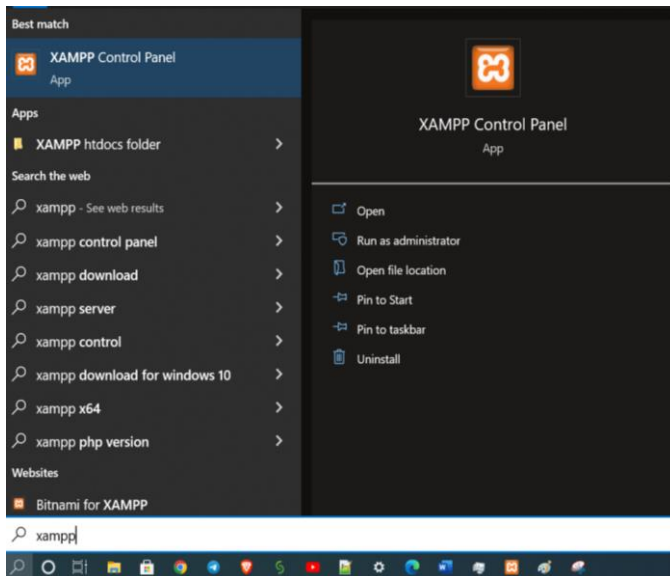 Best match
XAMPP Control Panel
App
Apps
XAMPP htdocs folder
Search the web
xampp - See web results
xampp control panel
xampp download
xampp server
xampp control
xampp download for windows 10
xampp x64
xampp php version
Websites
Bitnami for XAMPP
xampp
XAMPP Control Panel
App
Open
Run as administrator
Open file location
Pin to Start
Pin to taskbar
Uninstall